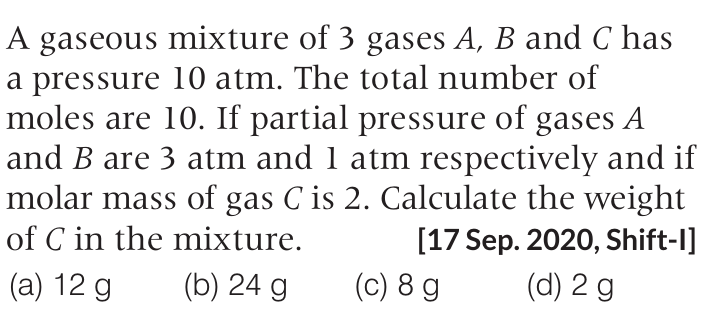 A gaseous mixture of 3 gases A, B and C has
a pressure 10 atm. The total number of
moles are 10. If partial pressure of gases A
and B are 3 atm and 1 atm respectively and if
molar mass of gas C is 2. Calculate the weight
of C in the mixture. [17 Sep. 2020, Shift-I]
(a) 12 g (b) 24 g (c) 8 g (d) 2 g